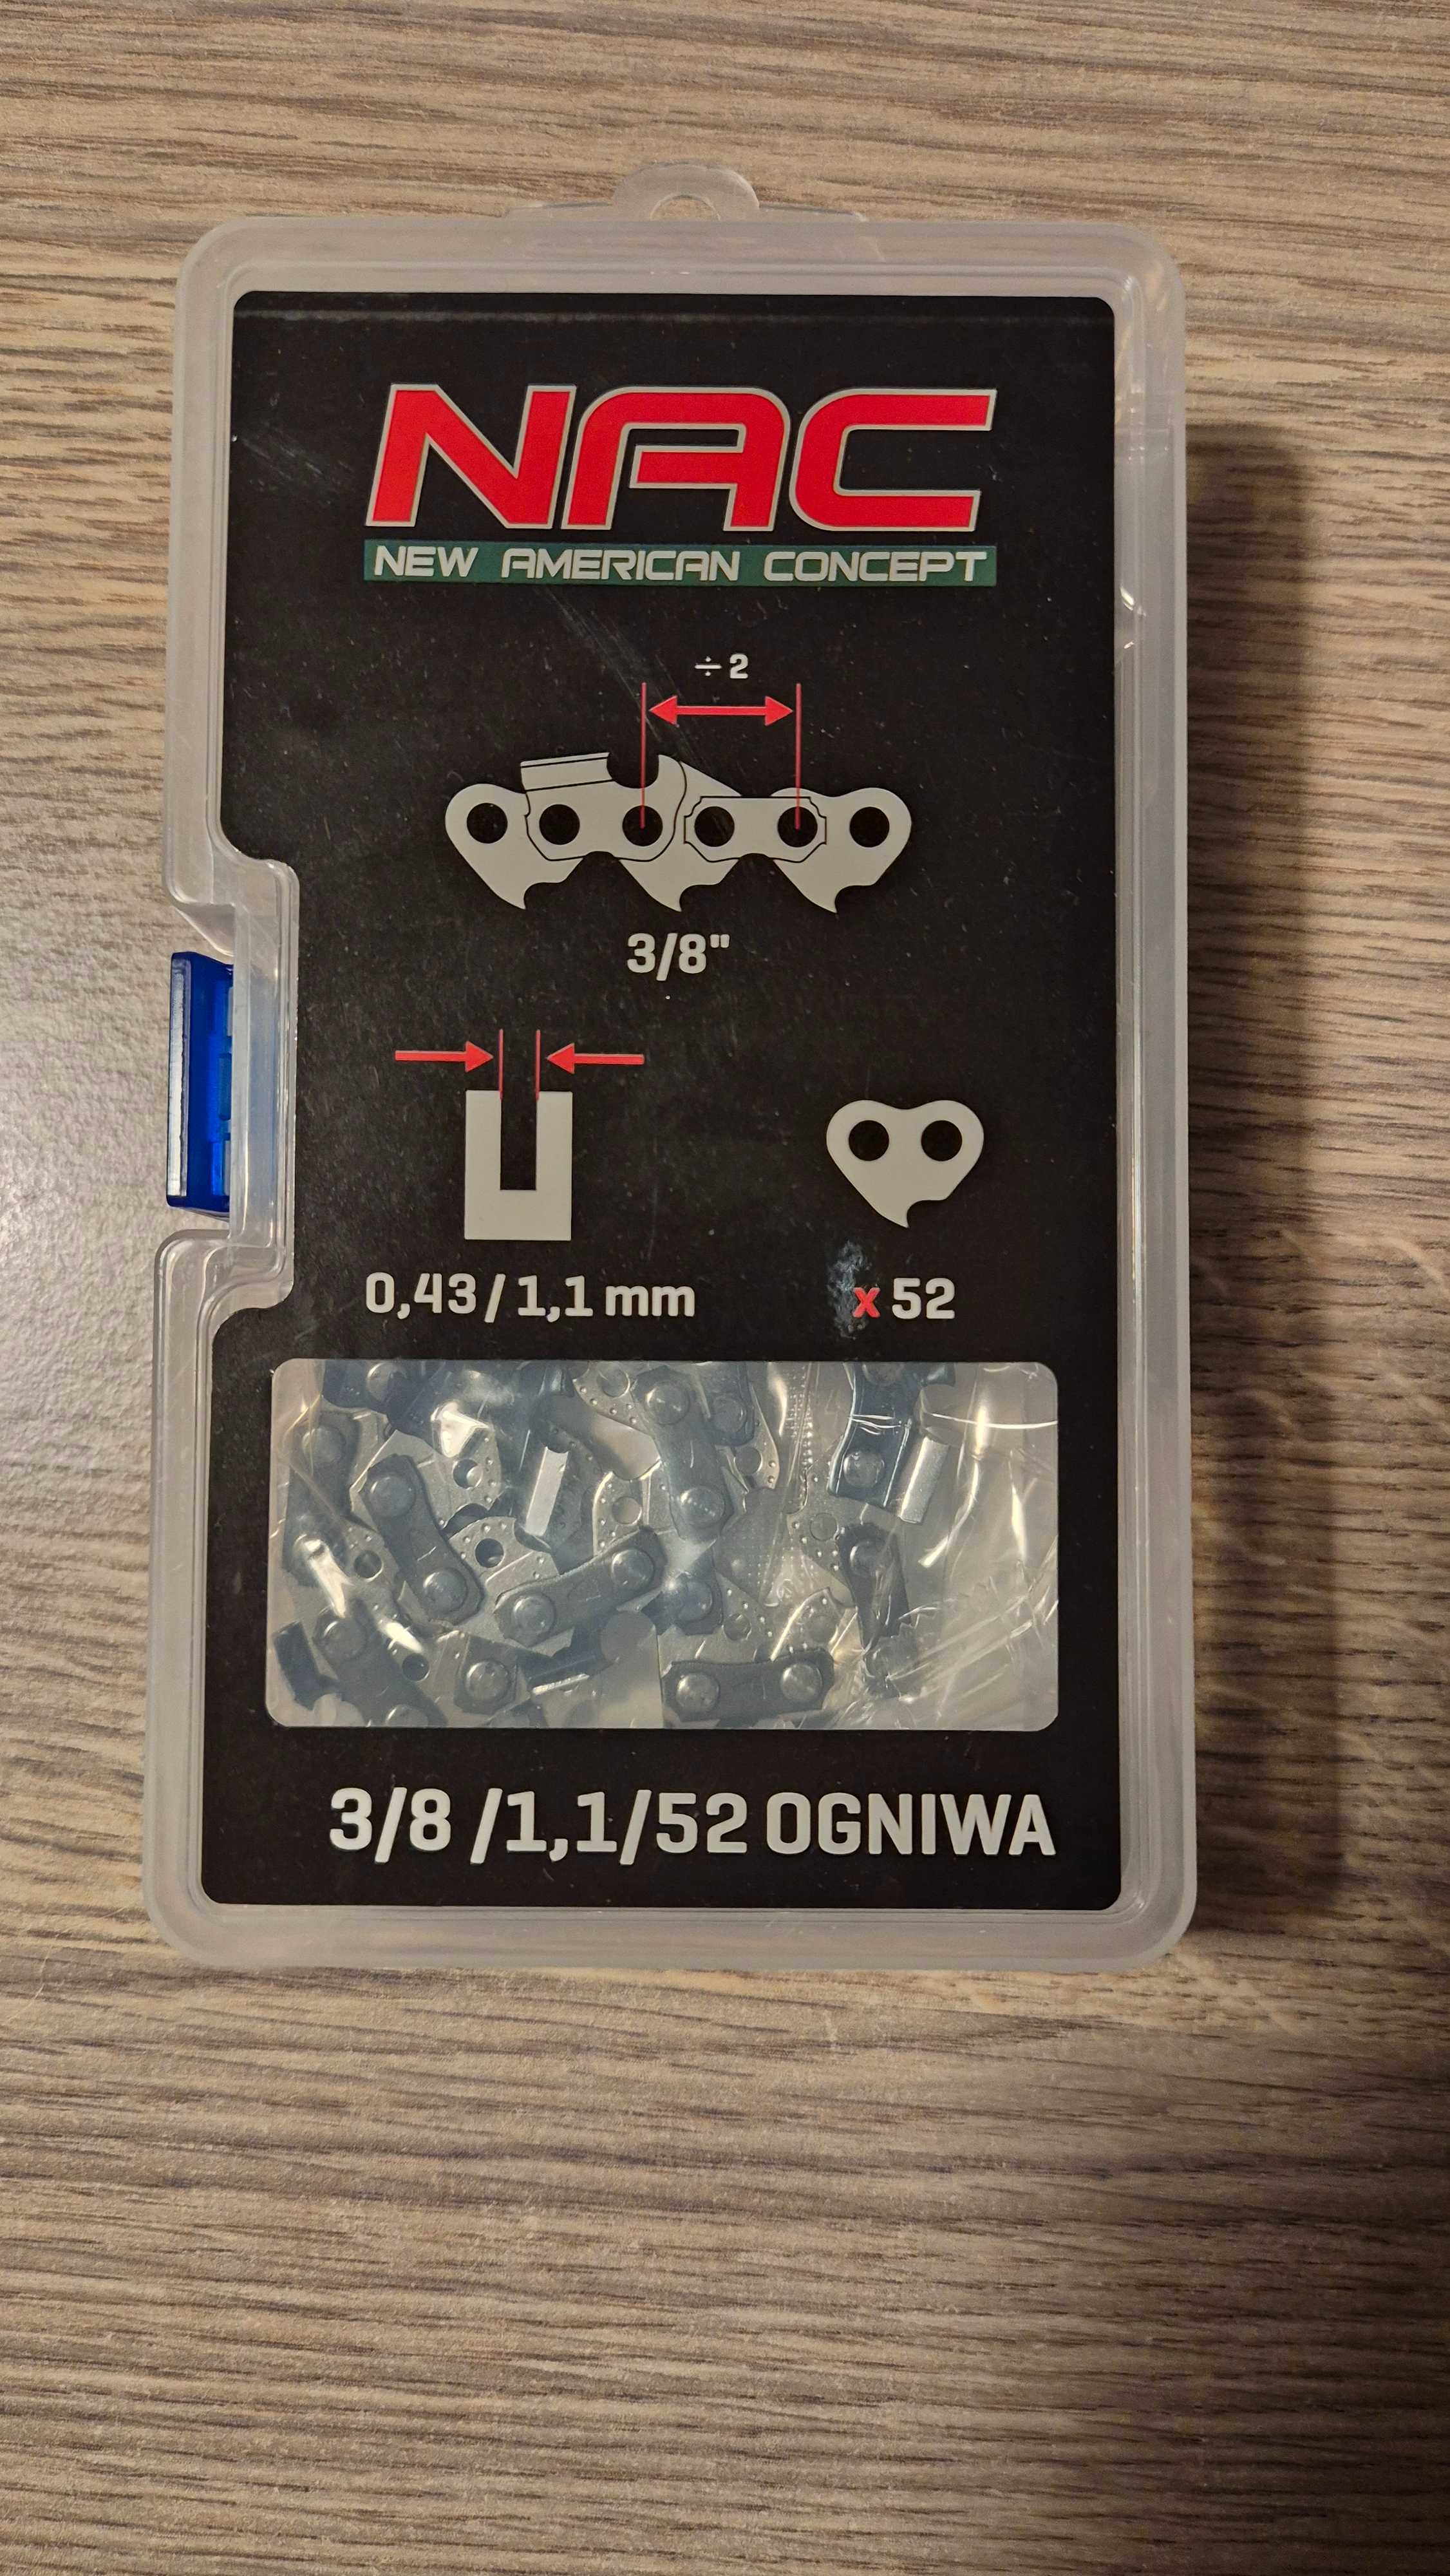 NAC
NEW AMERICAN CONCEPT
÷2
3/8"
0,43/1,1 mm
x 52
3/8 /1,1/52 OGNIWA